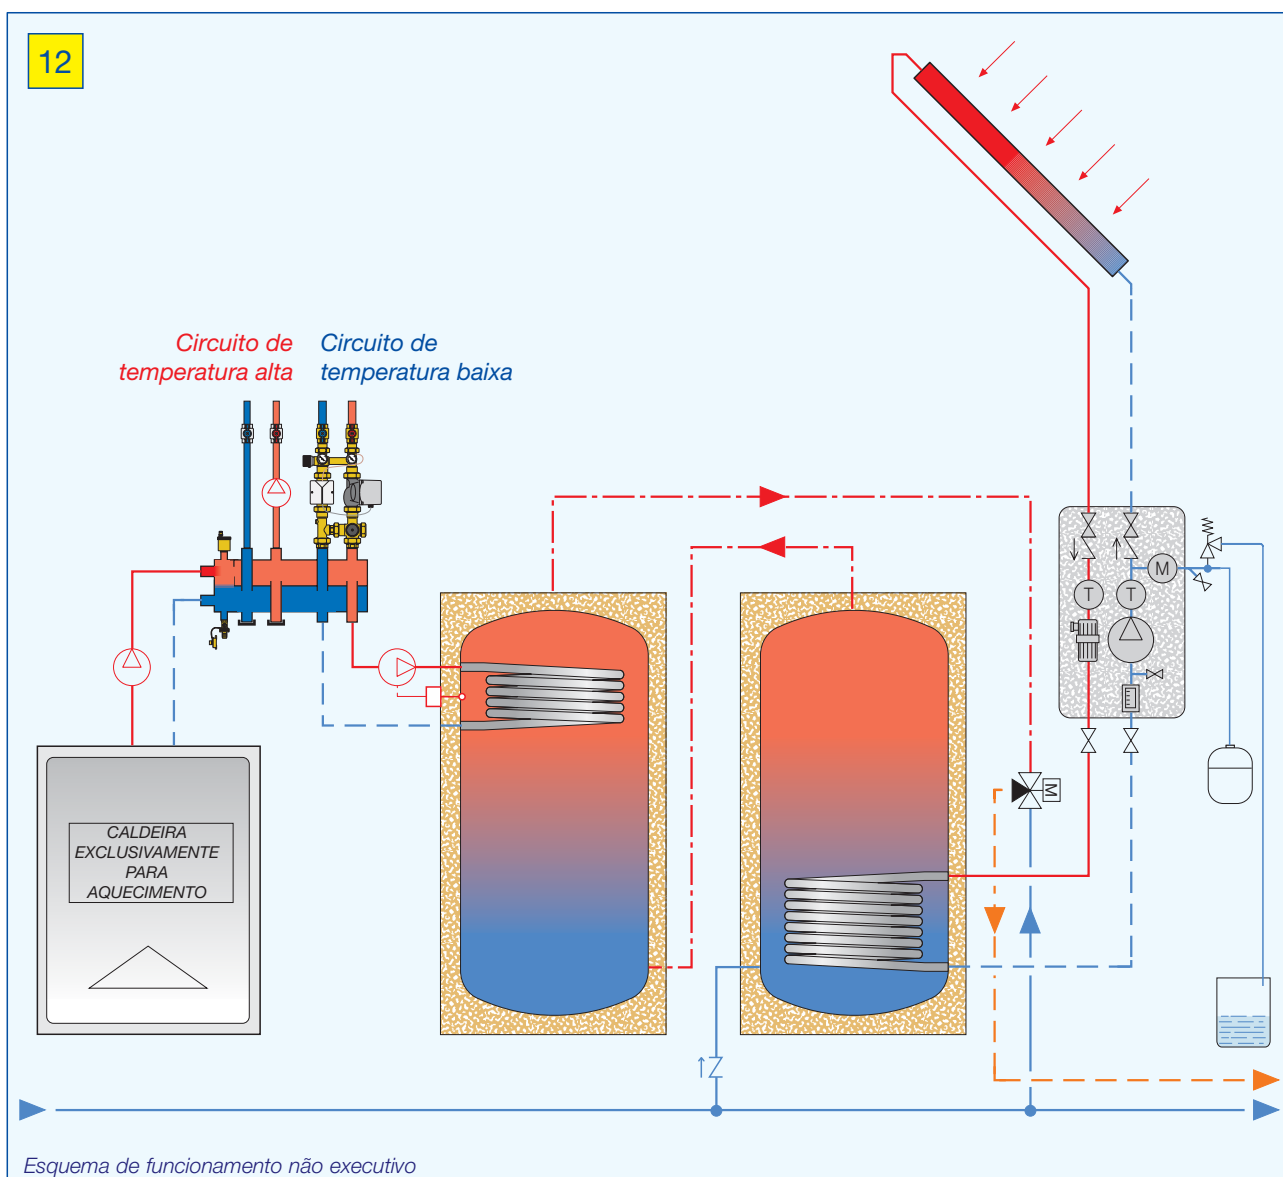 12
Circuito de
temperatura alta
Circuito de
temperatura baixa
M
T
T
M
CALDEIRA
EXCLUSIVAMENTE
PARA
AQUECIMENTO
Esquema de funcionamento não executivo